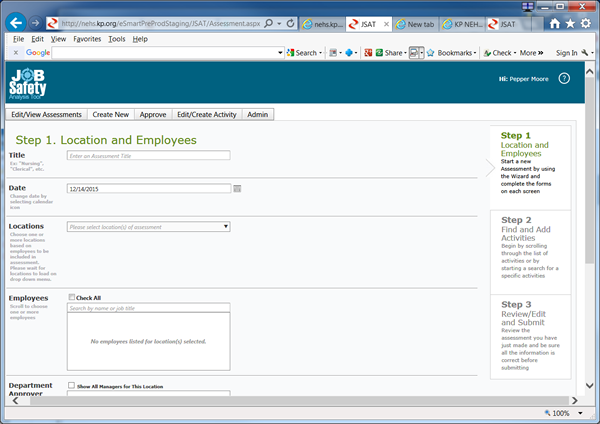 http://nehs.kp.org/eSmartPreProdStaging/JSAT/Assessment.aspx
nehs.kp...
JSAT
New tab
KP NEH...
JSAT
File Edit View Favorites Tools Help
Google
Search
Share
Bookmarks
Check
More »
Sign In
JOB
Safety
Analysis Tool
Hi: Pepper Moore
?
Edit/View Assessments
Create New
Approve
Edit/Create Activity
Admin
Step 1. Location and Employees
Title
Ex: "Nursing",
"Clerical", etc.
Enter an Assessment Title
Date
Change date by
selecting calendar
icon
12/14/2015
Locations
Choose one or
more locations
based on
employees to be
included in
assessment.
Please wait for
locations to load on
drop down menu.
Please select location(s) of assessment
Employees
Scroll to choose
one or more
employees
Check All
Search by name or job title
No employees listed for location(s) selected.
Department
Approver
Show All Managers for This Location
Step 1
Location and
Employees
Start a new
Assessment by using
the Wizard and
complete the forms
on each screen
Step 2
Find and Add
Activities
Begin by scrolling
through the list of
activities or by
starting a search for a
specific activities
Step 3
Review/Edit
and Submit
Review the
assessment you have
just made and be sure
all the information is
correct before
submitting
100%